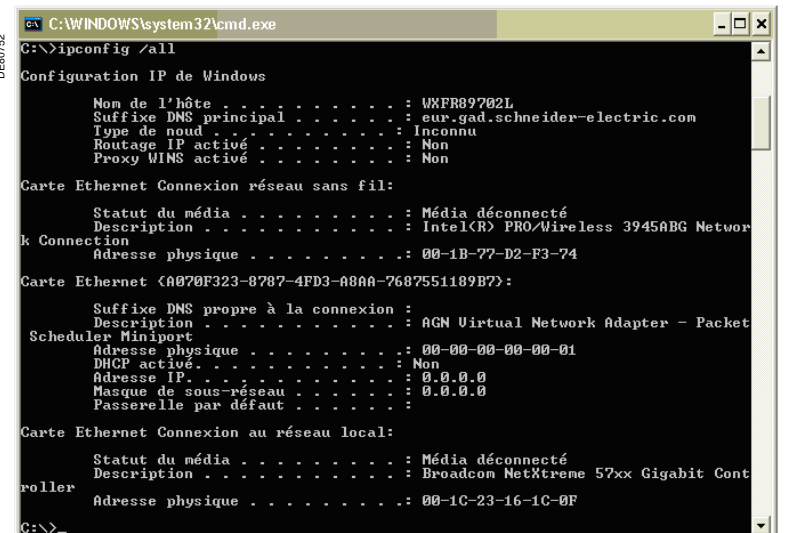 DE80752
C:\WINDOWS\system32\cmd.exe
C:\>ipconfig /all
Configuration IP de Windows
Nom de l'hôte . . . . . . . . . . : WXFR89702L
Suffixe DNS principal . . . . . . : eur.gad.schneider-electric.com
Type de noud . . . . . . . . . . : Inconnu
Routage IP activé . . . . . . . . : Non
Proxy WINS activé . . . . . . . . : Non
Carte Ethernet Connexion réseau sans fil:
Statut du média . . . . . . . . . : Média déconnecté
Description . . . . . . . . . . . : Intel(R) PRO/Wireless 3945ABG Networ
k Connection
Adresse physique . . . . . . . . .: 00-1B-77-D2-F3-74
Carte Ethernet {A070F323-8787-4FD3-A8AA-7687551189B7}:
Suffixe DNS propre à la connexion :
Description . . . . . . . . . . . : AGN Virtual Network Adapter - Packet
Scheduler Miniport
Adresse physique . . . . . . . . .: 00-00-00-00-00-01
DHCP activé. . . . . . . . . . . : Non
Adresse IP. . . . . . . . . . . . : 0.0.0.0
Masque de sous-réseau . . . . . . : 0.0.0.0
Passerelle par défaut . . . . . . :
Carte Ethernet Connexion au réseau local:
Statut du média . . . . . . . . . : Média déconnecté
Description . . . . . . . . . . . : Broadcom NetXtreme 57xx Gigabit Cont
roller
Adresse physique . . . . . . . . .: 00-1C-23-16-1C-0F
C:\>_